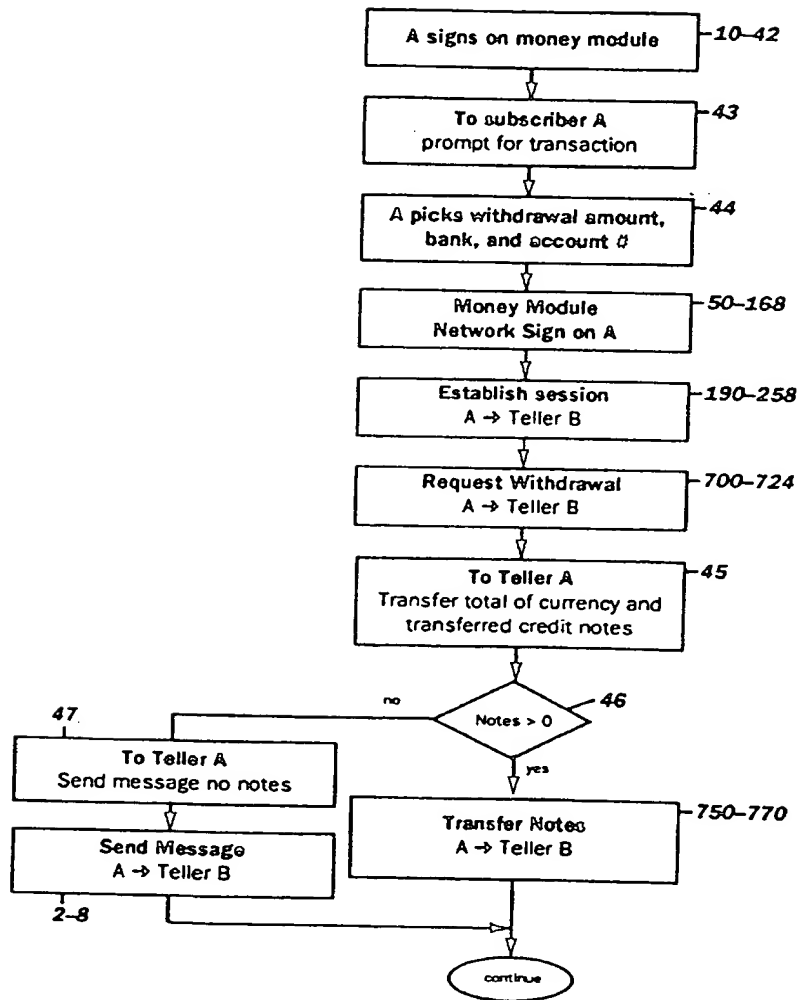 A signs on money module
10–42
To subscriber A
prompt for transaction
43
A picks withdrawal amount,
bank, and account #
44
Money Module
Network Sign on A
50–168
Establish session
A → Teller B
190–258
Request Withdrawal
A → Teller B
700–724
To Teller A
Transfer total of currency and
transferred credit notes
45
Notes > 0
46
no
yes
47
To Teller A
Send message no notes
Send Message
A → Teller B
2–8
Transfer Notes
A → Teller B
750–770
continue